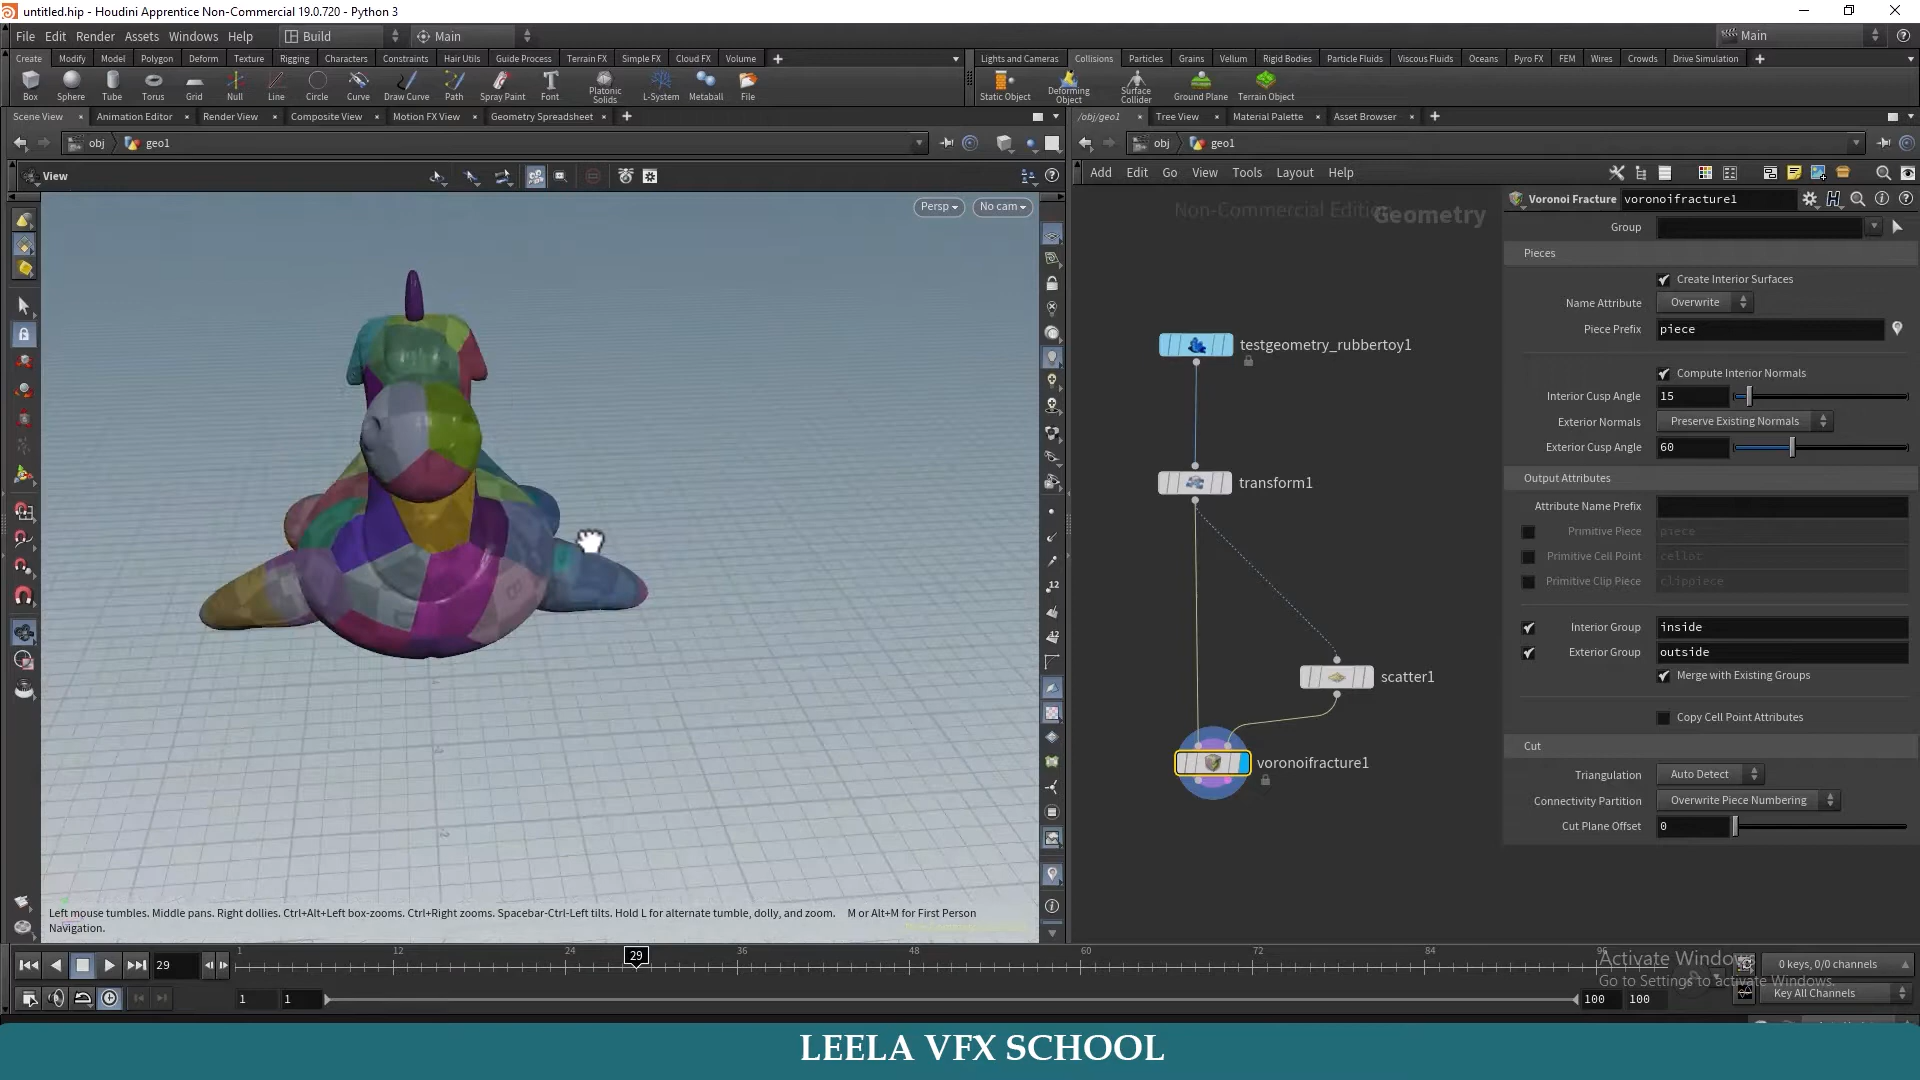 untitled.hip - Houdini Apprentice Non-Commercial 19.0.720 - Python 3
File Edit Render Assets Windows Help Build Main Main
Create Modify Model Polygon Deform Texture Rigging Characters Constraints Hair Utils Guide Process Terrain FX Simple FX Cloud FX Volume
Lights and Cameras Collisions Particles Grains Vellum Rigid Bodies Particle Fluids Viscous Fluids Oceans Pyro FX FEM Wires Crowds Drive Simulation
Box Sphere Tube Torus Grid Null Line Circle Curve Draw Curve Path Spray Paint Font Platonic Solids L-System Metaball File
Static Object Deforming Object Surface Collider Ground Plane Terrain Object
Scene View Animation Editor Render View Composite View Motion FX View Geometry Spreadsheet
/obj/geo1 Tree View Material Palette Asset Browser
obj geo1
obj geo1
View
Add Edit Go View Tools Layout Help
Persp No cam
Non-Commercial Edition
Geometry
testgeometry_rubbertoy1
transform1
scatter1
voronoifracture1
Voronoi Fracture voronoifracture1
Group
Pieces
Create Interior Surfaces
Name Attribute Overwrite
Piece Prefix piece
Compute Interior Normals
Interior Cusp Angle 15
Exterior Normals Preserve Existing Normals
Exterior Cusp Angle 60
Output Attributes
Attribute Name Prefix
Primitive Piece piece
Primitive Cell Point cellpt
Primitive Clip Piece clippiece
Interior Group inside
Exterior Group outside
Merge with Existing Groups
Copy Cell Point Attributes
Cut
Triangulation Auto Detect
Connectivity Partition Overwrite Piece Numbering
Cut Plane Offset 0
Left mouse tumbles. Middle pans. Right dollies. Ctrl+Alt+Left box-zooms. Ctrl+Right zooms. Spacebar-Ctrl-Left tilts. Hold L for alternate tumble, dolly, and zoom. M or Alt+M for First Person
Navigation.
29 1 12 24 29 36 48 60 72 84 96
1 1 100 100
0 keys, 0/0 channels
Key All Channels
Activate Windows
Go to Settings to activate Windows.
LEELA VFX SCHOOL